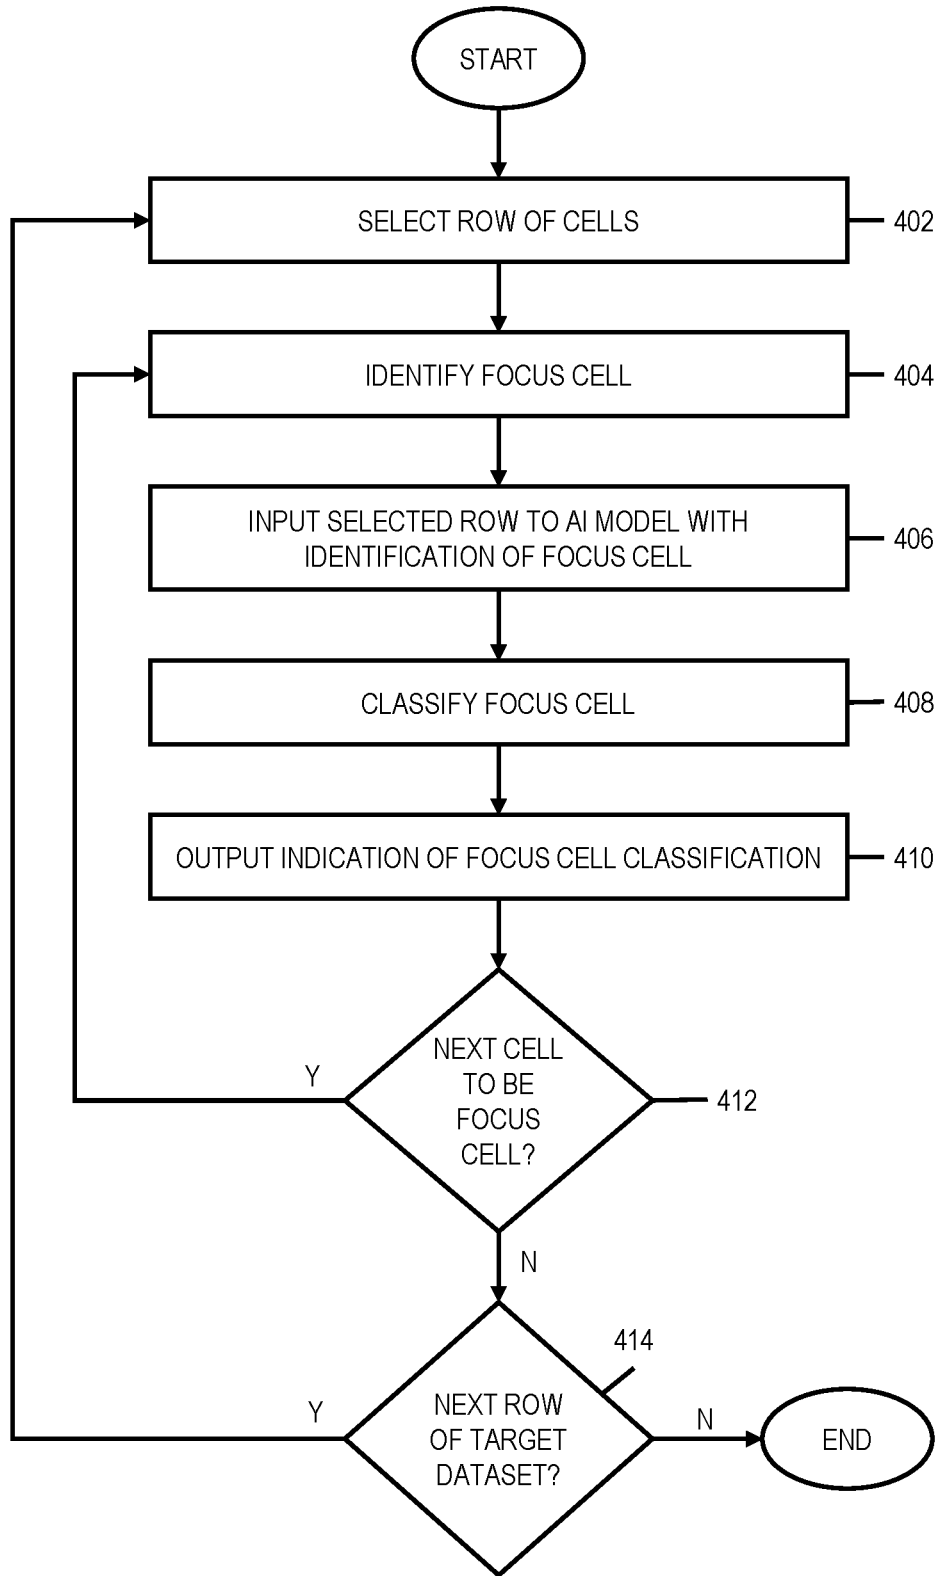 START
SELECT ROW OF CELLS
402
IDENTIFY FOCUS CELL
404
INPUT SELECTED ROW TO AI MODEL WITH
IDENTIFICATION OF FOCUS CELL
406
CLASSIFY FOCUS CELL
408
OUTPUT INDICATION OF FOCUS CELL CLASSIFICATION
410
NEXT CELL
TO BE
FOCUS
CELL?
Y
412
N
414
NEXT ROW
OF TARGET
DATASET?
Y
N
END